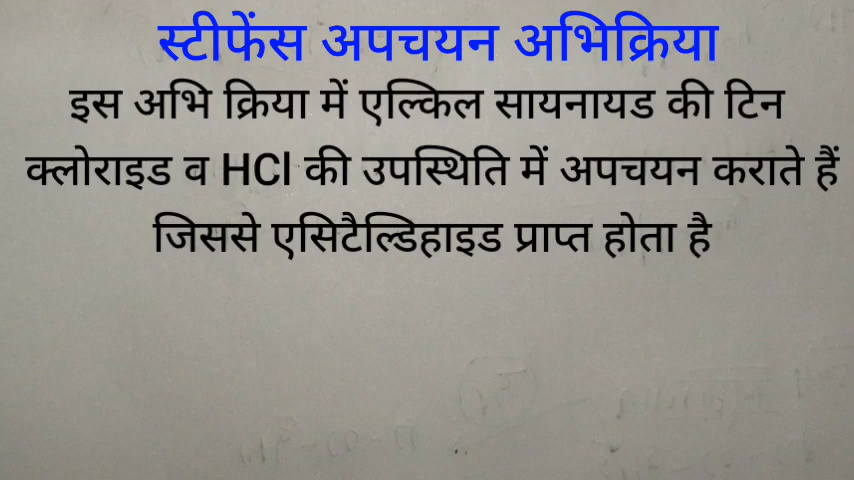 स्टीफेंस अपचयन अभिक्रिया
इस अभि क्रिया में एल्किल सायनायड की टिन
क्लोराइड व HCl की उपस्थिति में अपचयन कराते हैं
जिससे एसिटैल्डिहाइड प्राप्त होता है